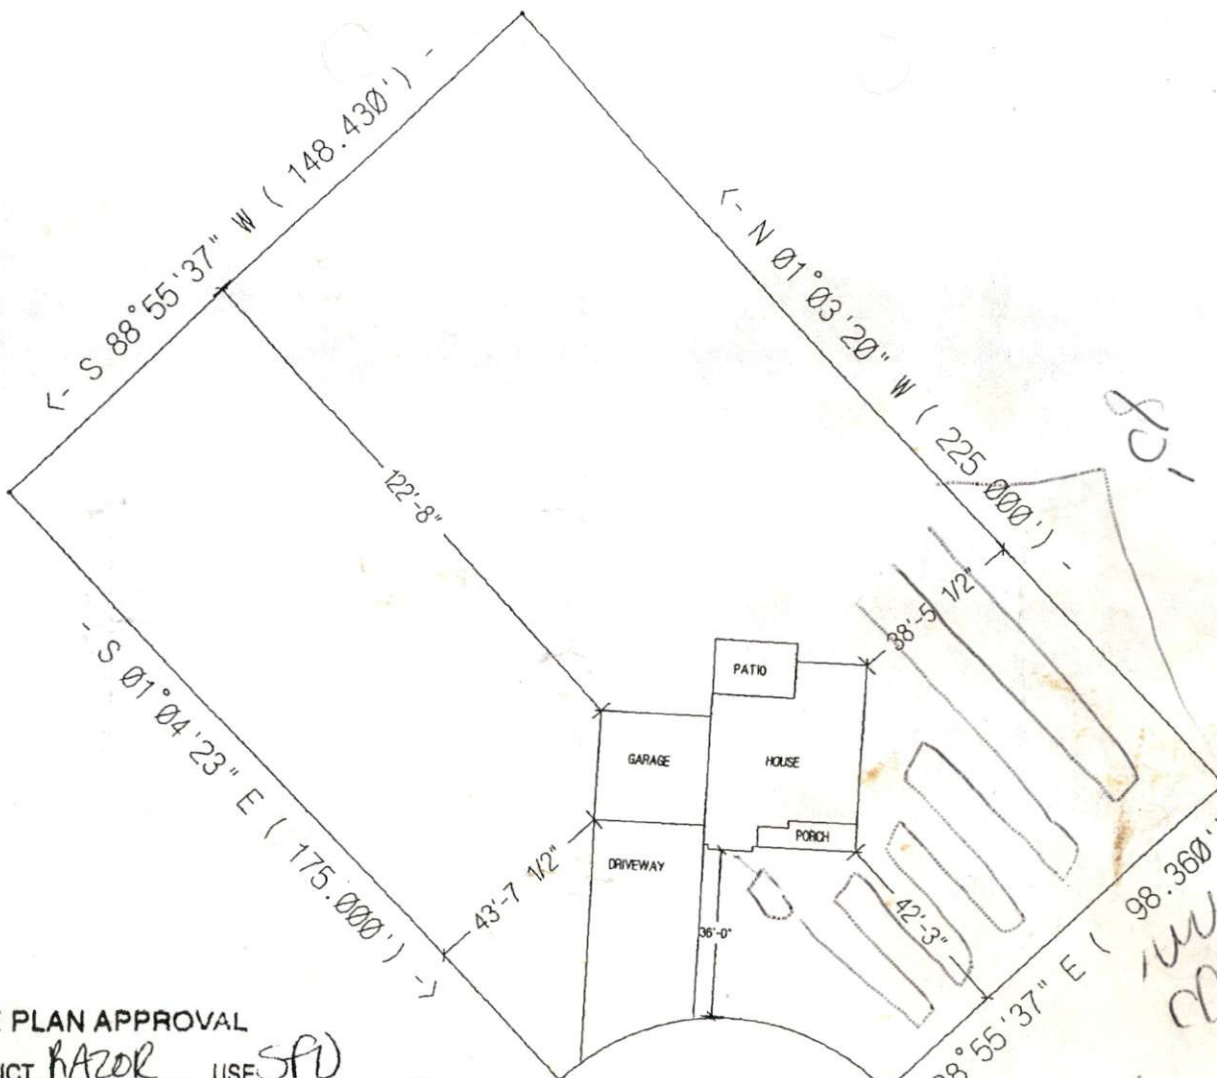 <- S 88°55'37" W ( 148.430' ) -
<- N 01°03'20" W ( 225.000' ) -
122'-8"
38'-5 1/2"
- S 01°04'23" E ( 175.000' ) ->
PATIO
GARAGE
HOUSE
PORCH
DRIVEWAY
43'-7 1/2"
36'-0"
42'-3"
8°55'37" E ( 98.360'
PLAN APPROVAL
USE SFD